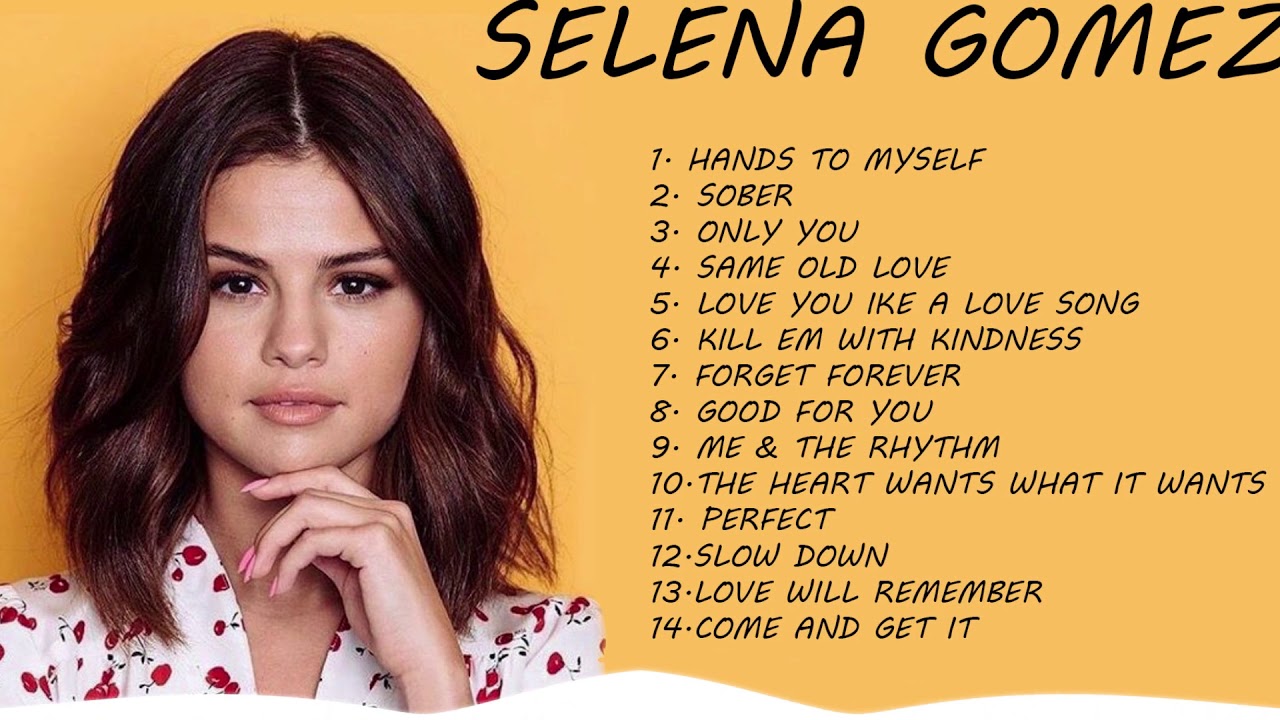 SELENA GOMEZ
1. HANDS TO MYSELF
2. SOBER
3. ONLY YOU
4. SAME OLD LOVE
5. LOVE YOU IKE A LOVE SONG
6. KILL EM WITH KINDNESS
7. FORGET FOREVER
8. GOOD FOR YOU
9. ME & THE RHYTHM
10.THE HEART WANTS WHAT IT WANTS
11. PERFECT
12.SLOW DOWN
13.LOVE WILL REMEMBER
14.COME AND GET IT